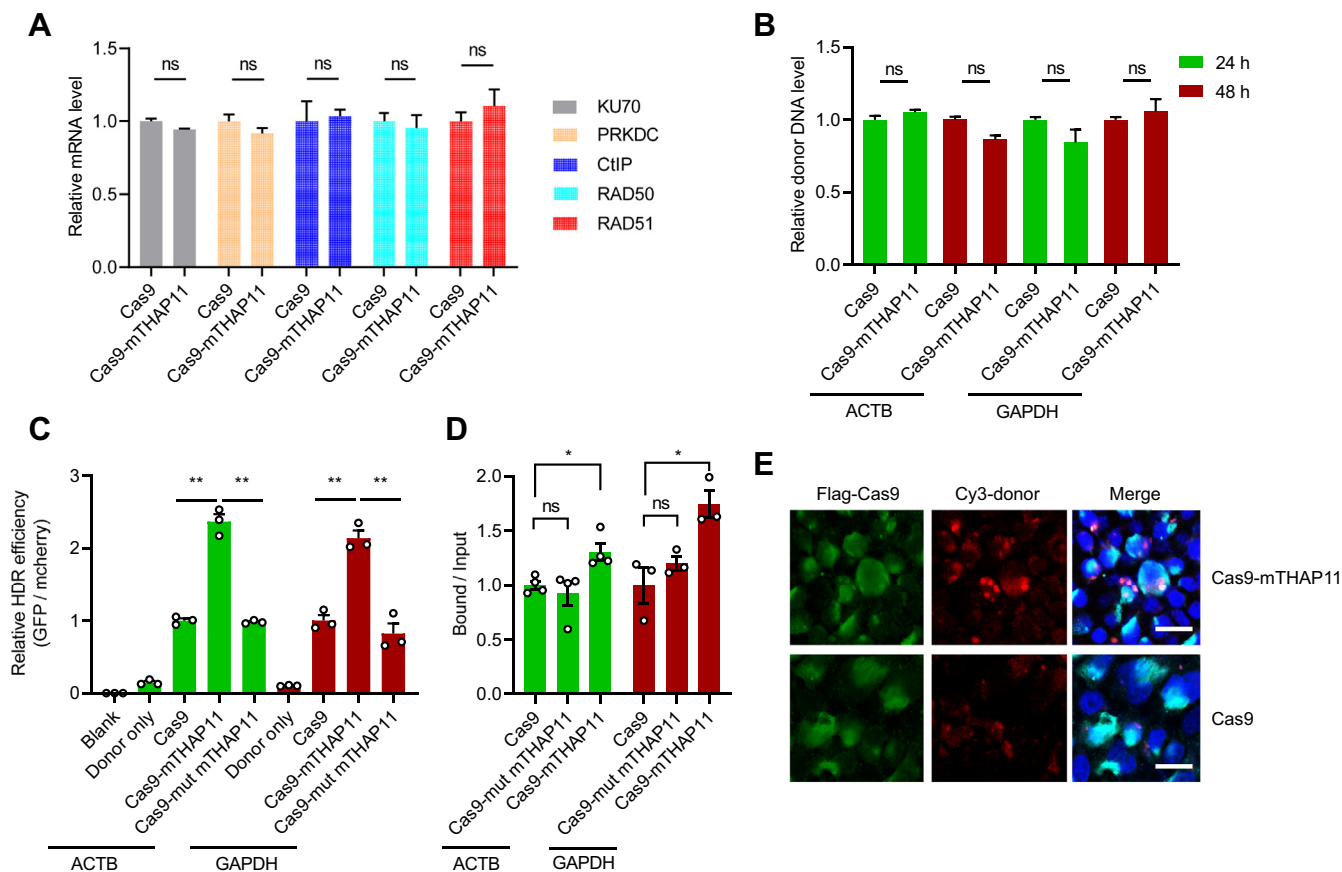 A
Relative mRNA level
1.5
1.0
0.5
0.0
ns
ns
ns
ns
ns
Cas9
Cas9-mTHAP11
Cas9
Cas9-mTHAP11
Cas9
Cas9-mTHAP11
Cas9
Cas9-mTHAP11
Cas9
Cas9-mTHAP11
KU70
PRKDC
CtIP
RAD50
RAD51
B
Relative donor DNA level
1.5
1.0
0.5
0.0
ns
ns
ns
ns
24 h
48 h
Cas9
Cas9-mTHAP11
Cas9
Cas9-mTHAP11
Cas9
Cas9-mTHAP11
Cas9
Cas9-mTHAP11
ACTB
GAPDH
C
Relative HDR efficiency
(GFP / mcherry)
3
2
1
0
**
**
**
**
Blank
Donor only
Cas9
Cas9-mTHAP11
Cas9-mut mTHAP11
Donor only
Cas9
Cas9-mTHAP11
Cas9-mut mTHAP11
ACTB
GAPDH
D
Bound / Input
2.0
1.5
1.0
0.5
0.0
*
ns
*
ns
Cas9
Cas9-mut mTHAP11
Cas9-mTHAP11
Cas9
Cas9-mut mTHAP11
Cas9-mTHAP11
ACTB
GAPDH
E
Flag-Cas9
Cy3-donor
Merge
Cas9-mTHAP11
Cas9